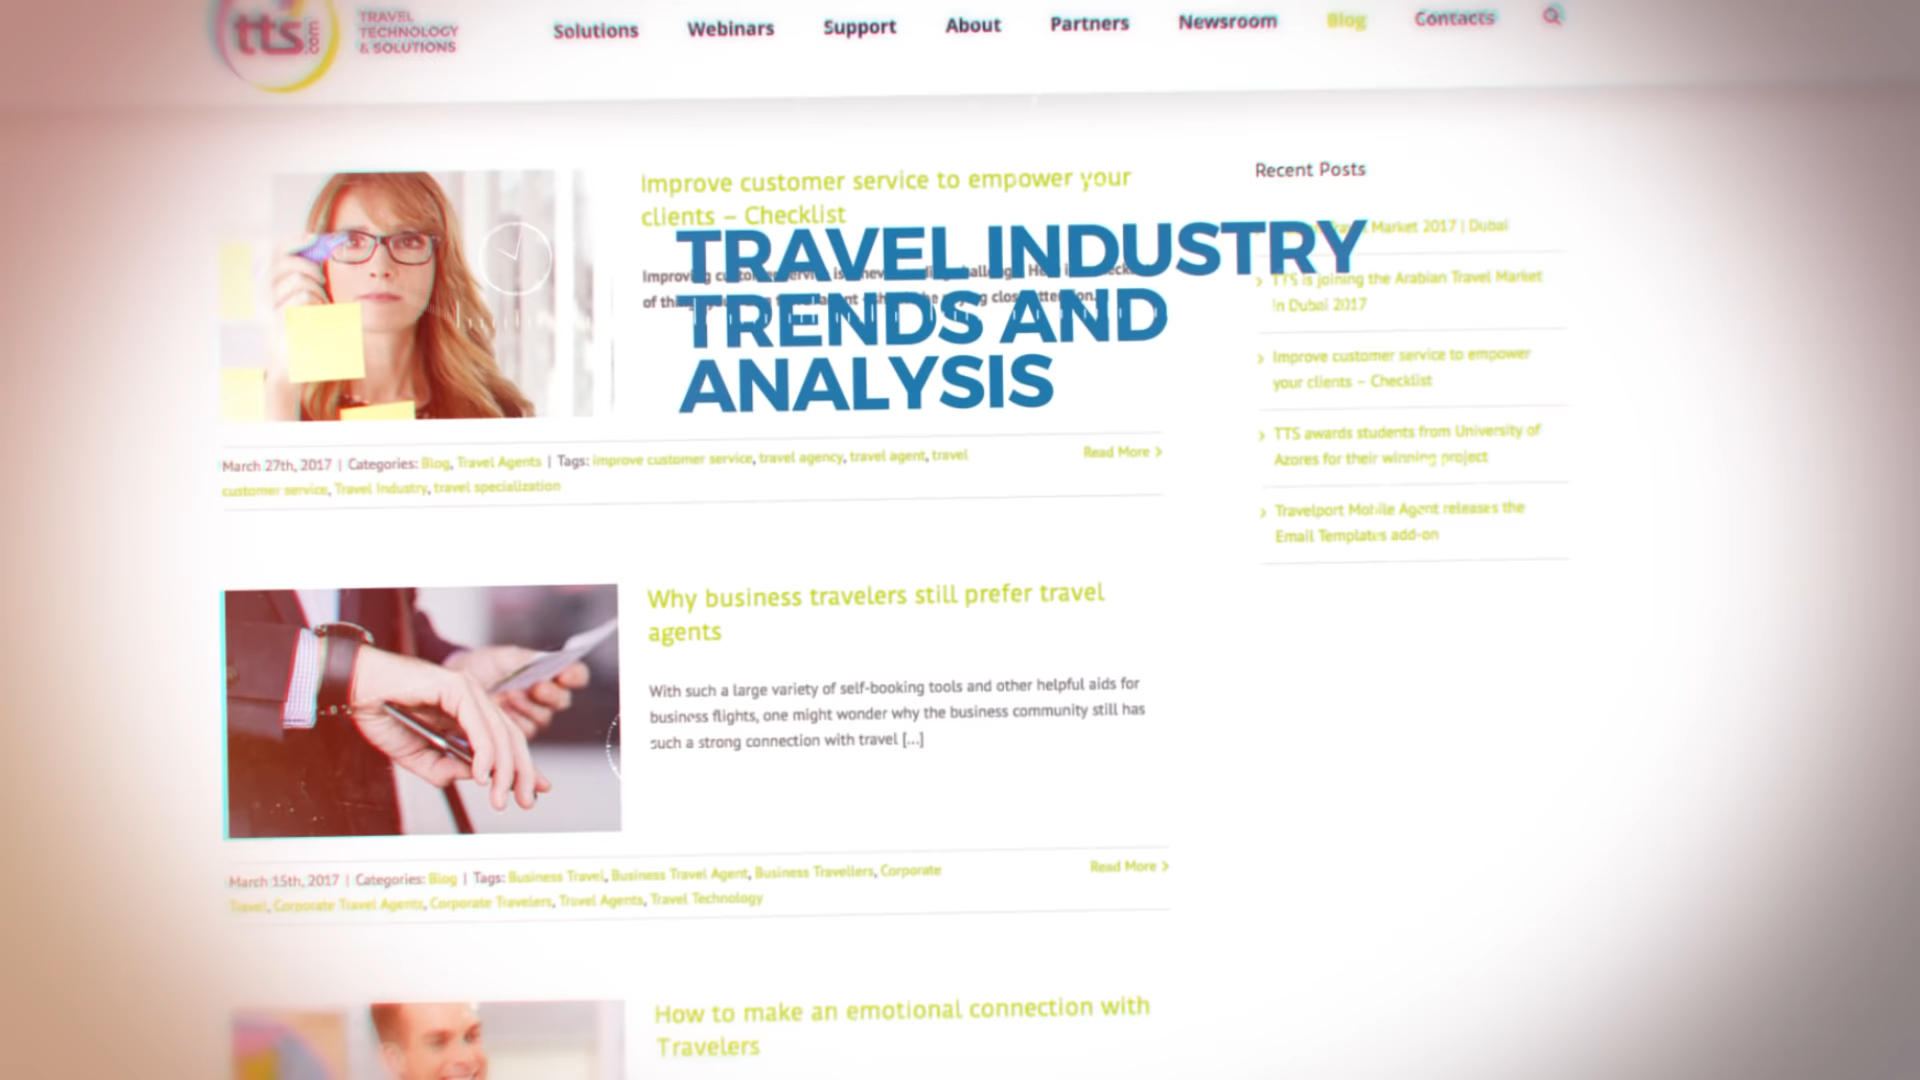 tts.com
TRAVEL
TECHNOLOGY
& SOLUTIONS
Solutions
Webinars
Support
About
Partners
Newsroom
Blog
Contacts
Improve customer service to empower your
clients – Checklist
TRAVEL INDUSTRY
TRENDS AND
ANALYSIS
Improving
of
March 27th, 2017 | Categories: Blog, Travel Agents | Tags: improve customer service, travel agency, travel agent, travel
customer service, Travel Industry, travel specialization
Read More >
Why business travelers still prefer travel
agents
With such a large variety of self-booking tools and other helpful aids for
business flights, one might wonder why the business community still has
such a strong connection with travel [...]
March 15th, 2017 | Categories: Blog | Tags: Business Travel, Business Travel Agent, Business Travellers, Corporate
Travel, Corporate Travel Agents, Corporate Travelers, Travel Agents, Travel Technology
Read More >
How to make an emotional connection with
Travelers
Recent Posts
Market 2017 | Dubai
> TTS is joining the Arabian Travel Market
in Dubai 2017
> Improve customer service to empower
your clients – Checklist
> TTS awards students from University of
Azores for their winning project
> Travelport Mobile Agent releases the
Email Templates add-on